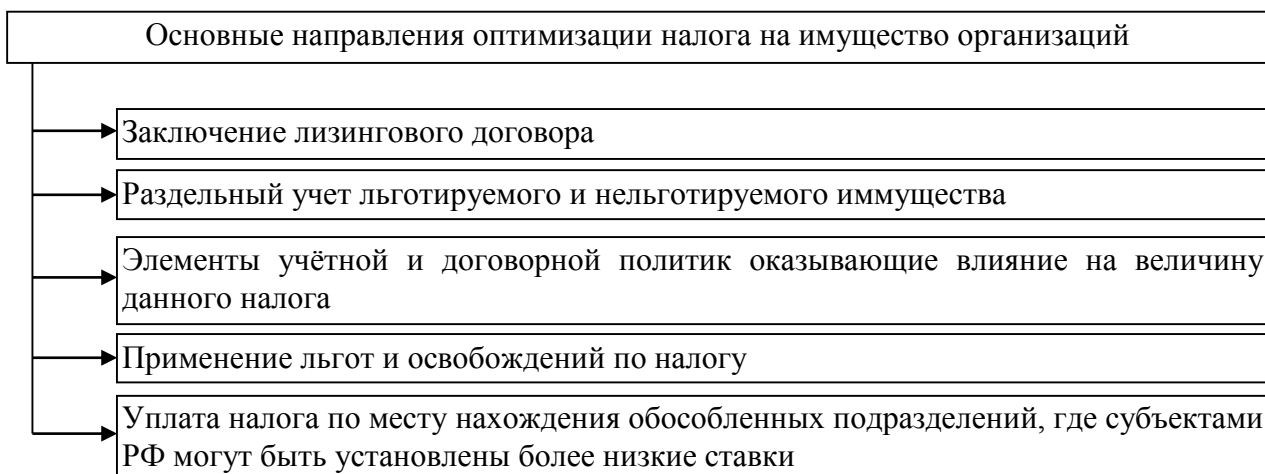 Основные направления оптимизации налога на имущество организаций
Заключение лизингового договора
Раздельный учет льготируемого и нельготируемого иммущества
Элементы учётной и договорной политик оказывающие влияние на величину
данного налога
Применение льгот и освобождений по налогу
Уплата налога по месту нахождения обособленных подразделений, где субъектами
РФ могут быть установлены более низкие ставки